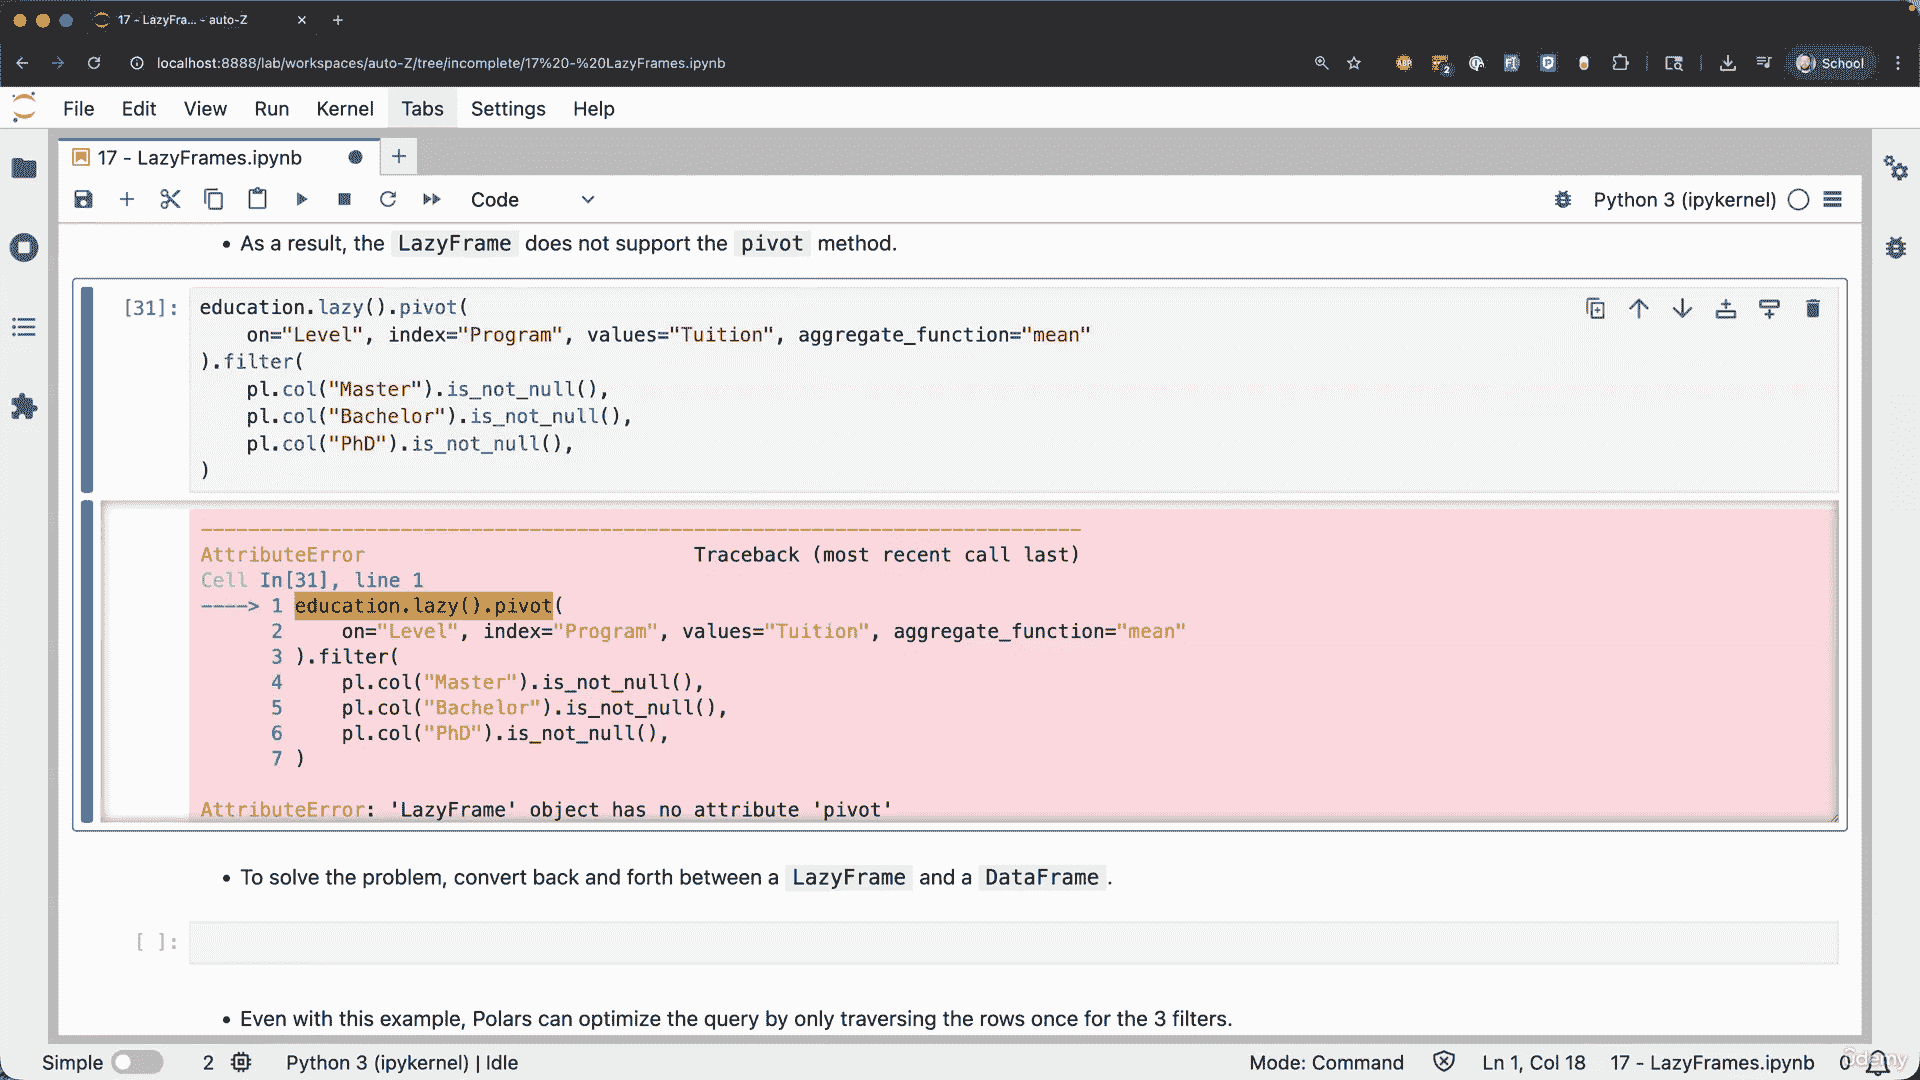 17 - LazyFra... - auto-Z
localhost:8888/lab/workspaces/auto-Z/tree/incomplete/17%20-%20LazyFrames.ipynb
ABP
2
School
File Edit View Run Kernel Tabs Settings Help
17 - LazyFrames.ipynb
Code
Python 3 (ipykernel)
• As a result, the LazyFrame does not support the pivot method.
[31]: education.lazy().pivot(
    on="Level", index="Program", values="Tuition", aggregate_function="mean"
).filter(
    pl.col("Master").is_not_null(),
    pl.col("Bachelor").is_not_null(),
    pl.col("PhD").is_not_null(),
)
---------------------------------------------------------------------------
AttributeError                            Traceback (most recent call last)
Cell In[31], line 1
----> 1 education.lazy().pivot(
      2     on="Level", index="Program", values="Tuition", aggregate_function="mean"
      3 ).filter(
      4     pl.col("Master").is_not_null(),
      5     pl.col("Bachelor").is_not_null(),
      6     pl.col("PhD").is_not_null(),
      7 )
AttributeError: 'LazyFrame' object has no attribute 'pivot'
• To solve the problem, convert back and forth between a LazyFrame and a DataFrame.
[ ]:
• Even with this example, Polars can optimize the query by only traversing the rows once for the 3 filters.
Simple 2 Python 3 (ipykernel) | Idle Mode: Command Ln 1, Col 18 17 - LazyFrames.ipynb 0